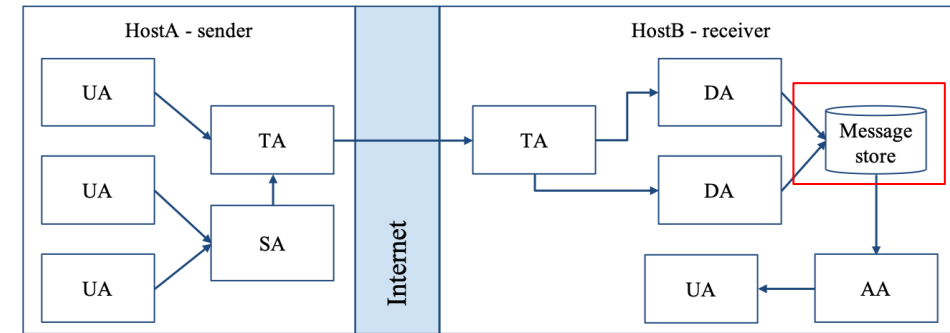 HostA - sender
HostB - receiver
UA
DA
TA
TA
Message
store
UA
DA
SA
Internet
UA
UA
AA